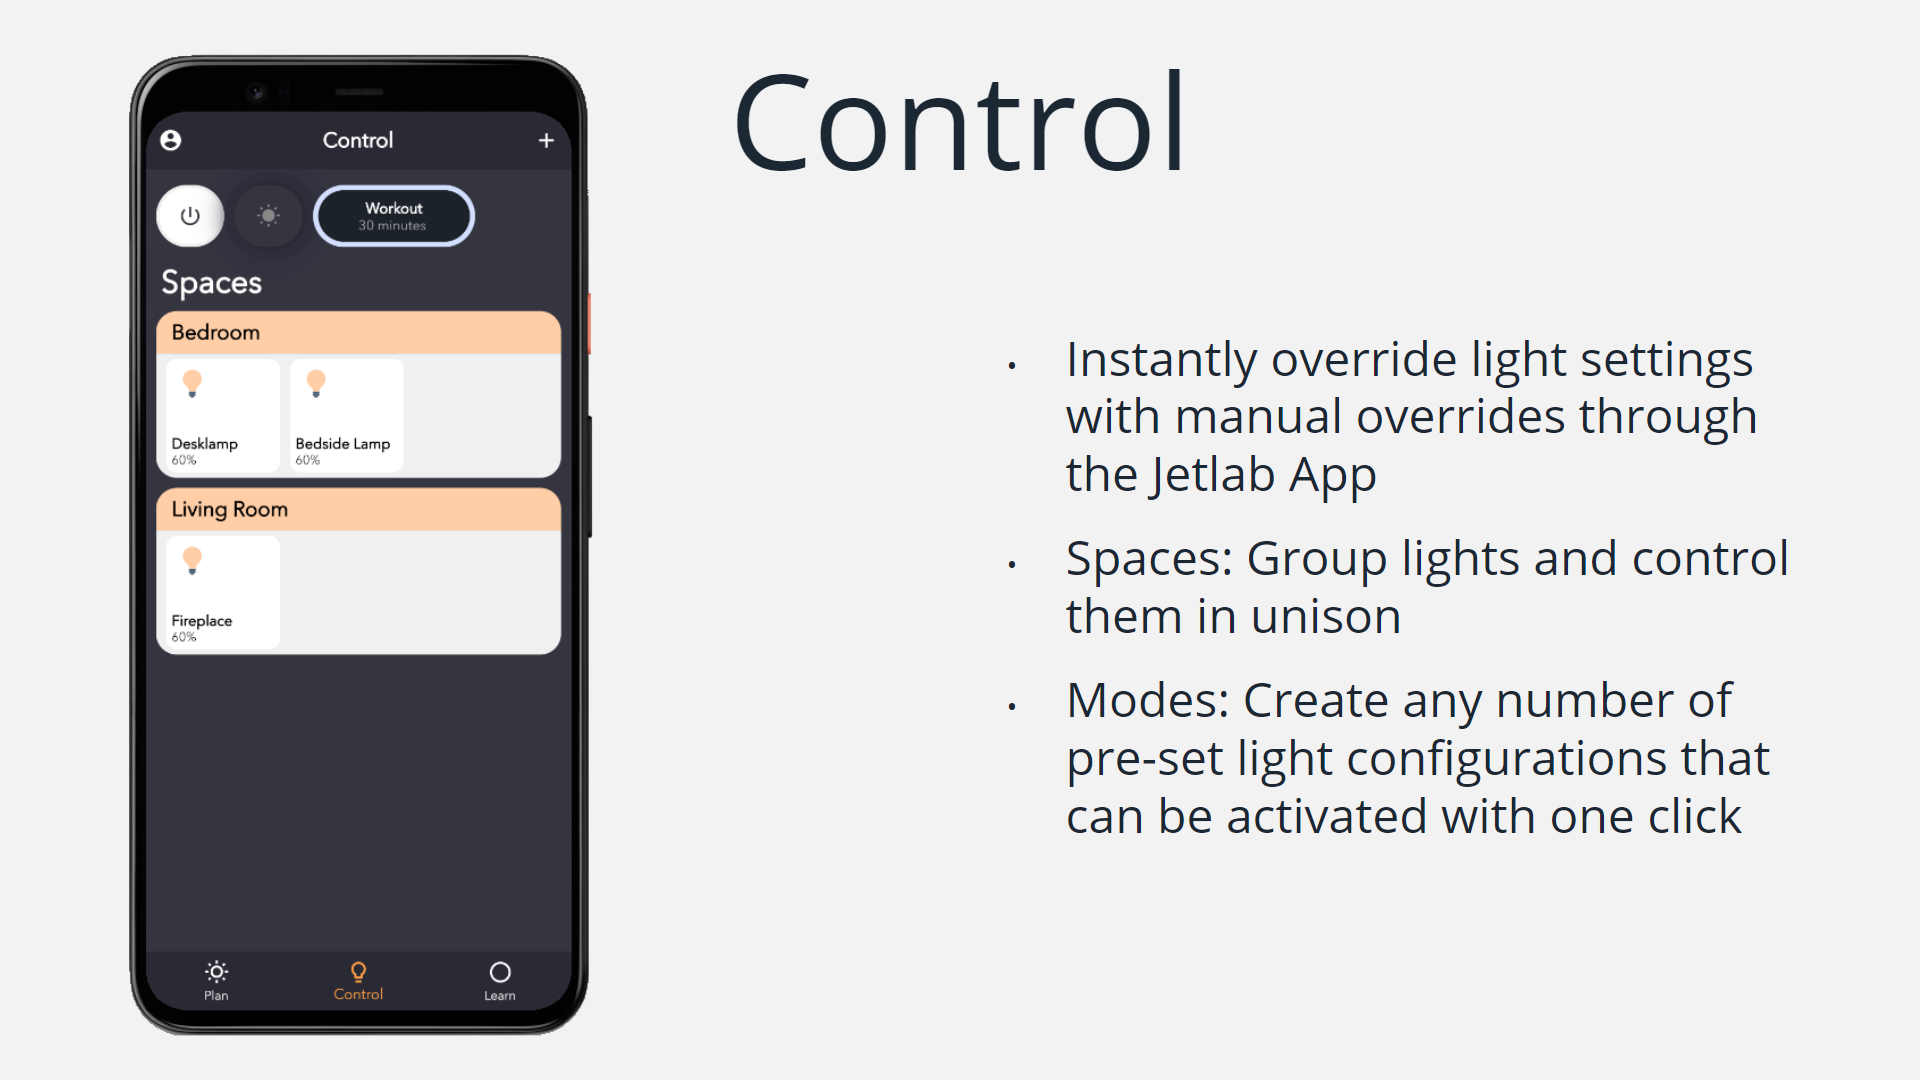 Control
Control
Workout
30 minutes
Spaces
Bedroom
Desklamp
60%
Bedside Lamp
60%
Living Room
Fireplace
60%
Plan
Control
Learn
• Instantly override light settings
with manual overrides through
the Jetlab App
• Spaces: Group lights and control
them in unison
• Modes: Create any number of
pre-set light configurations that
can be activated with one click